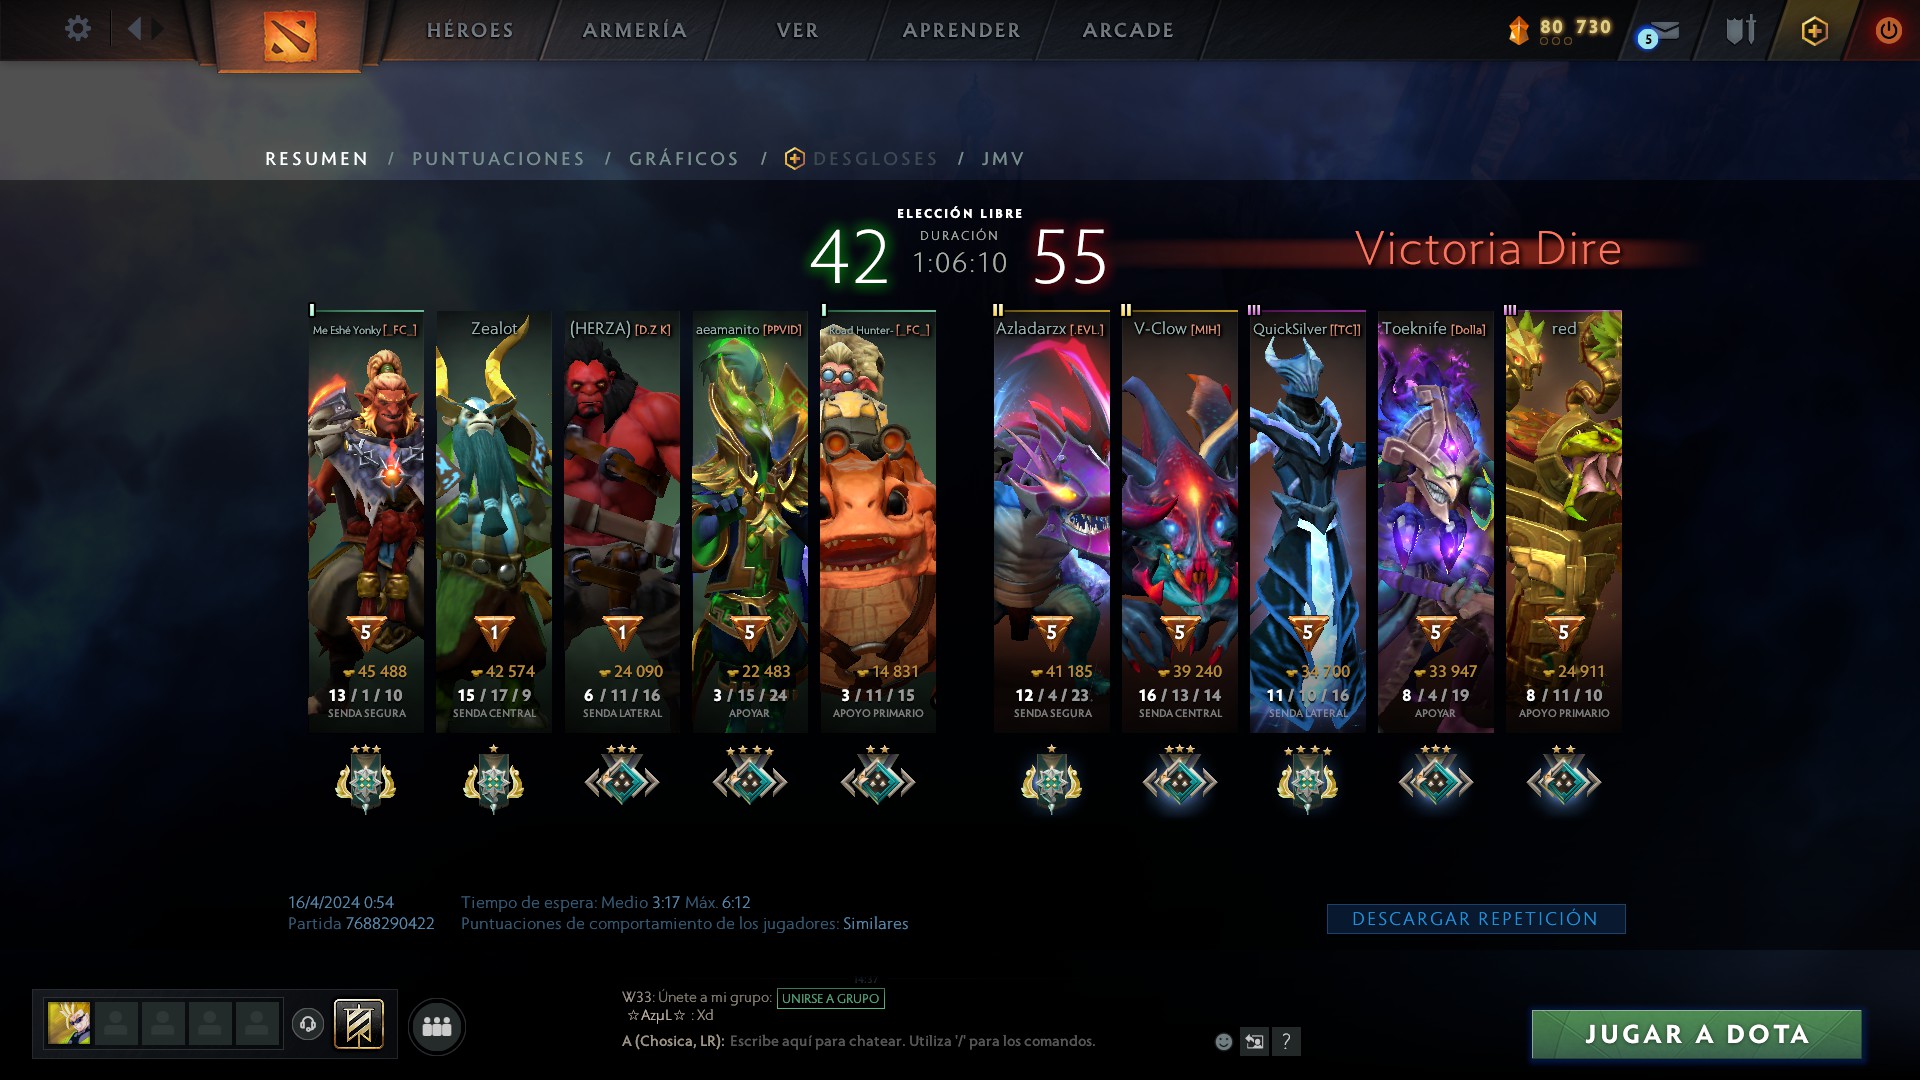 HÉROES ARMERÍA VER APRENDER ARCADE 80 730 5
RESUMEN / PUNTUACIONES / GRÁFICOS / DESGLOSES / JMV
ELECCIÓN LIBRE
42 DURACIÓN 55 Victoria Dire
1:06:10
I I II II III III
Me Eshé Yonky [_FC_] Zealot (HERZA) [D.Z K] aeamanito [PPVID] Road Hunter- [_FC_] Azladarzx [.EVL.] V-Clow [MIH] QuickSilver [[TC]] Toeknife [Dolla] red
5 1 1 5 5 5 5 5 5
45 488 42 574 24 090 22 483 14 831 41 185 39 240 34 700 33 947 24 911
13 / 1 / 10 15 / 17 / 9 6 / 11 / 16 3 / 15 / 24 3 / 11 / 15 12 / 4 / 23 16 / 13 / 14 11 / 10 / 16 8 / 4 / 19 8 / 11 / 10
SENDA SEGURA SENDA CENTRAL SENDA LATERAL APOYAR APOYO PRIMARIO SENDA SEGURA SENDA CENTRAL SENDA LATERAL APOYAR APOYO PRIMARIO
16/4/2024 0:54 Tiempo de espera: Medio 3:17 Máx. 6:12
Partida 7688290422 Puntuaciones de comportamiento de los jugadores: Similares
DESCARGAR REPETICIÓN
14:37
W33: Únete a mi grupo: UNIRSE A GRUPO
☆AzµL☆ : Xd
A (Chosica, LR): Escribe aquí para chatear. Utiliza '/' para los comandos.
?
JUGAR A DOTA